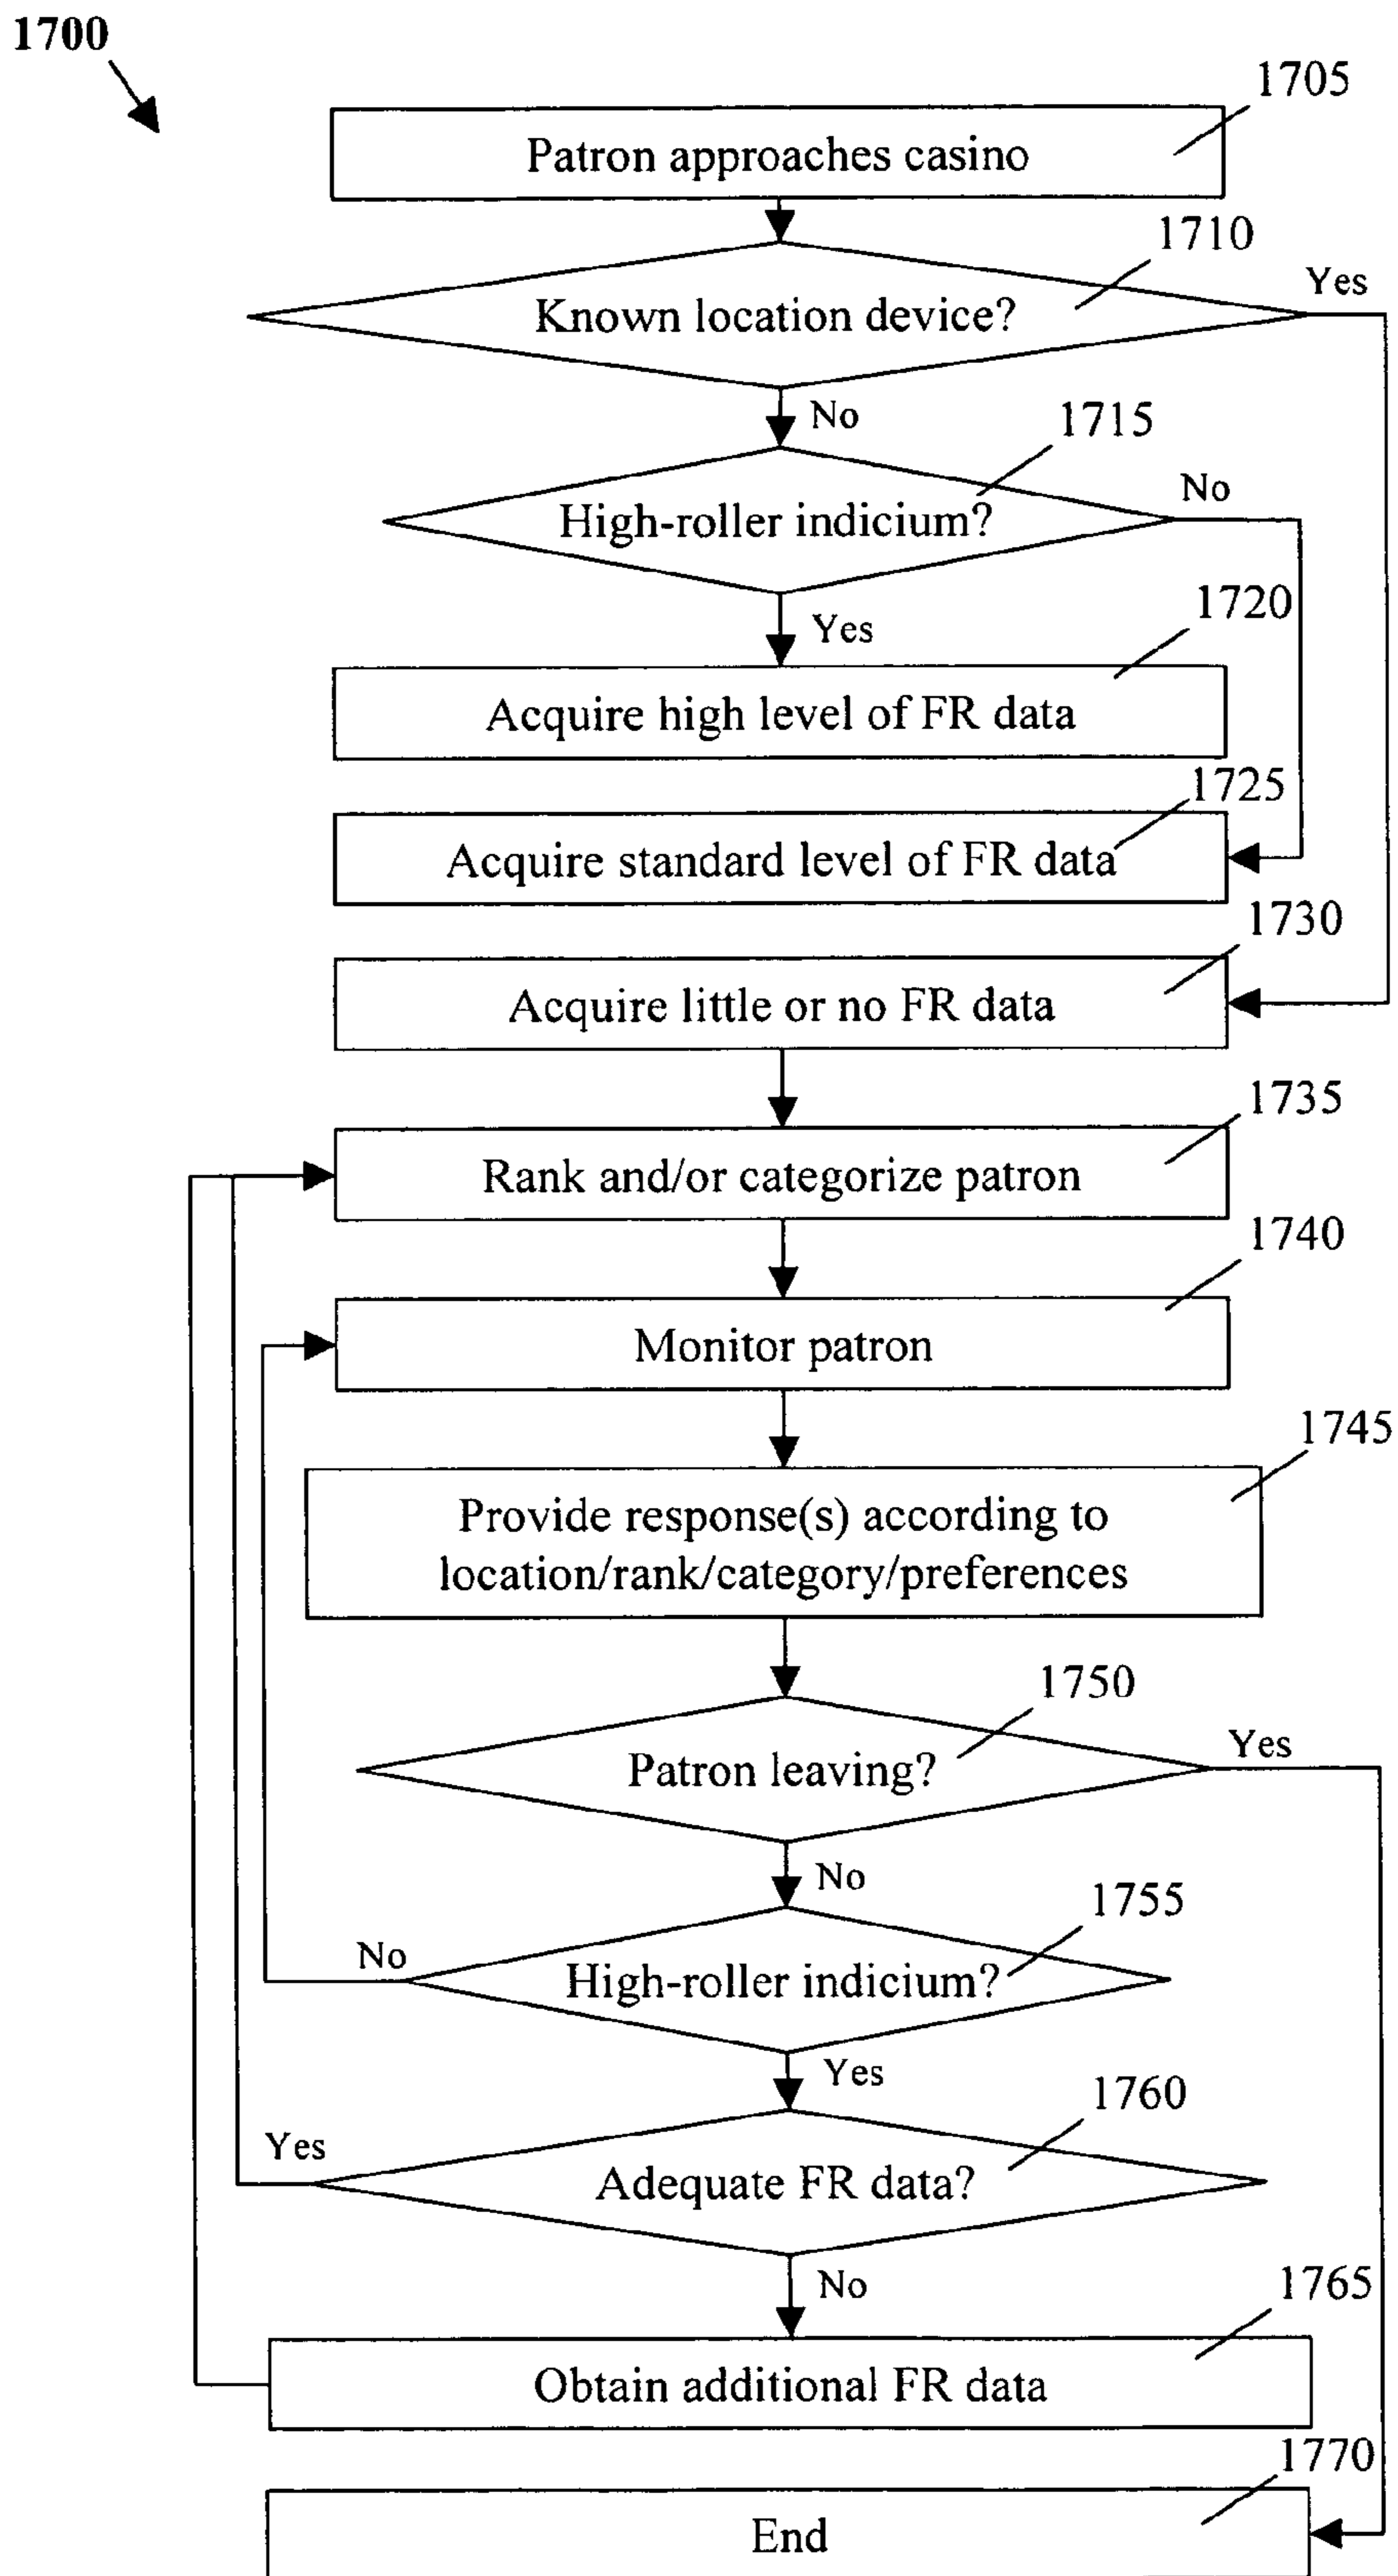 1700
1705
Patron approaches casino
1710
Yes
Known location device?
No
1715
No
High-roller indicium?
Yes
1720
Acquire high level of FR data
1725
Acquire standard level of FR data
1730
Acquire little or no FR data
1735
Rank and/or categorize patron
1740
Monitor patron
1745
Provide response(s) according to
location/rank/category/preferences
1750
Yes
Patron leaving?
No
1755
No
High-roller indicium?
Yes
1760
Yes
Adequate FR data?
No
1765
Obtain additional FR data
1770
End